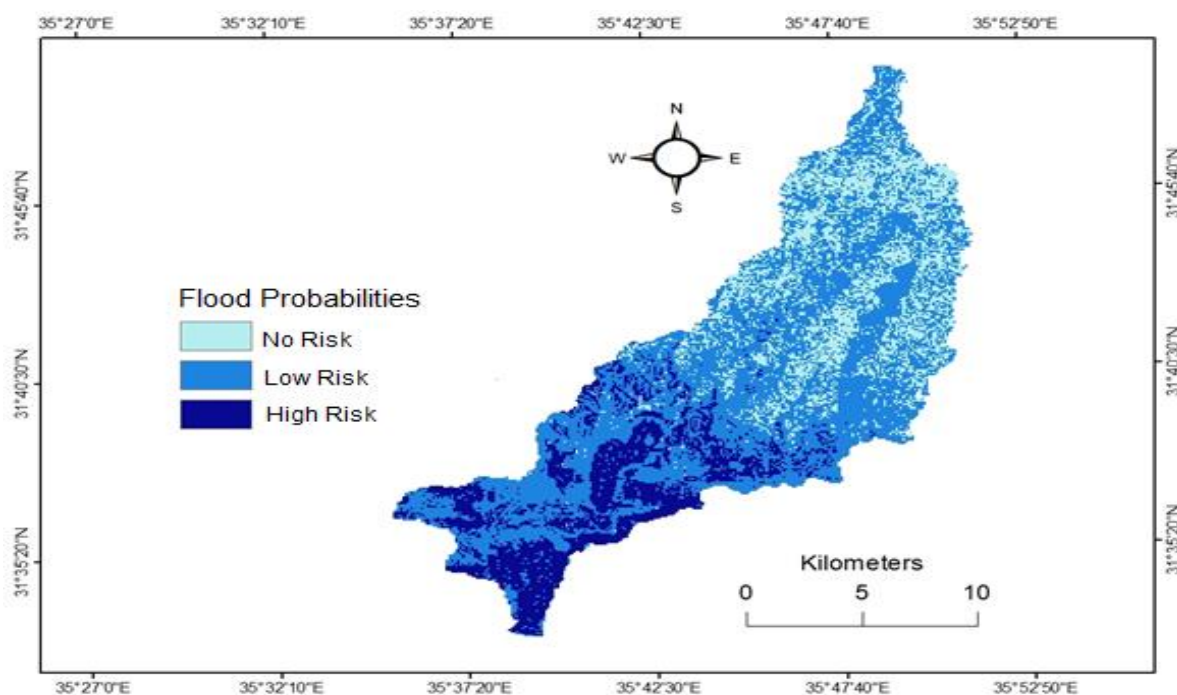 35°27'0"E 35°32'10"E 35°37'20"E 35°42'30"E 35°47'40"E 35°52'50"E
N
W E
S
31°45'40"N 31°45'40"N
Flood Probabilities
No Risk
Low Risk
High Risk
31°40'30"N 31°40'30"N
31°35'20"N 31°35'20"N
Kilometers
0 5 10
35°27'0"E 35°32'10"E 35°37'20"E 35°42'30"E 35°47'40"E 35°52'50"E